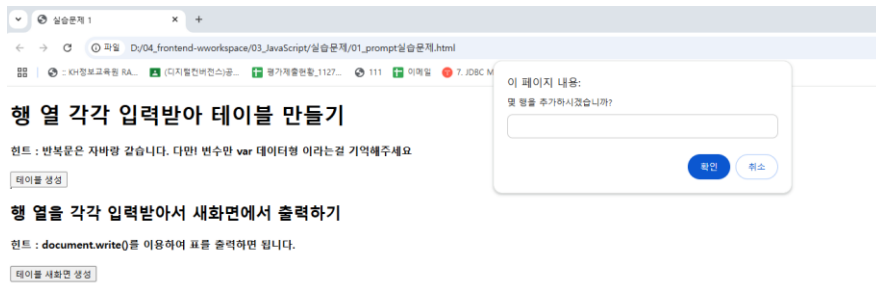 실습문제 1
파일 D:/04_frontend-wworkspace/03_JavaScript/실습문제/01_prompt실습문제.html
:: KH정보교육원 RA...
(디지털컨버전스)공...
평가제출현황_1127...
111
이메일
7. JDBC M
이 페이지 내용:
몇 행을 추가하시겠습니까?
확인
취소
행 열 각각 입력받아 테이블 만들기
힌트 : 반복문은 자바랑 같습니다. 다만! 변수만 var 데이터형 이라는걸 기억해주세요
테이블 생성
행 열을 각각 입력받아서 새화면에서 출력하기
힌트 : document.write()를 이용하여 표를 출력하면 됩니다.
테이블 새화면 생성